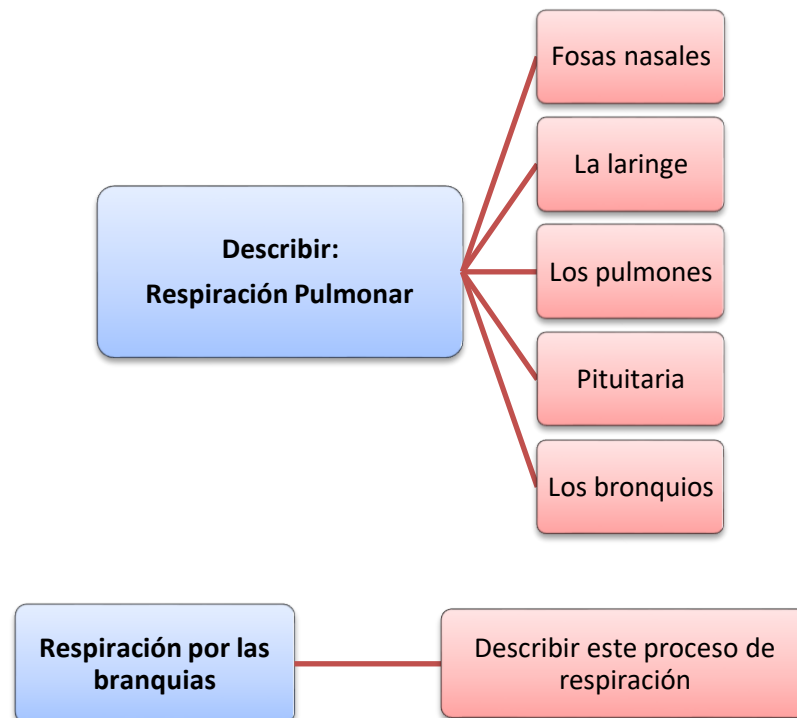 Fosas nasales
La laringe
Describir:
Respiración Pulmonar
Los pulmones
Pituitaria
Los bronquios
Respiración por las
branquias
Describir este proceso de
respiración